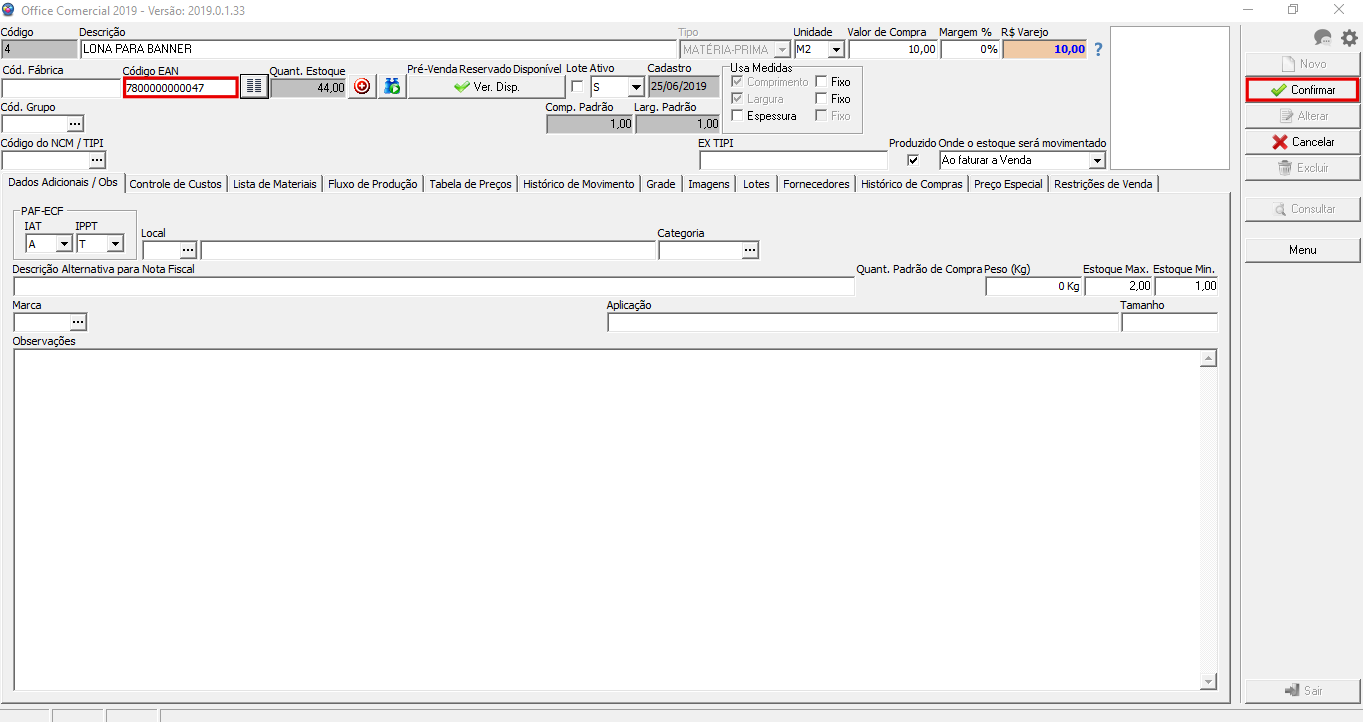 Office Comercial 2019 - Versão: 2019.0.1.33
Código Descrição Tipo Unidade Valor de Compra Margem % R$ Varejo
4 LONA PARA BANNER MATÉRIA-PRIMA M2 10,00 0% 10,00 ?
Cód. Fábrica Código EAN Quant. Estoque Pré-Venda Reservado Disponível Lote Ativo Cadastro Usa Medidas
7800000000047 44,00 Ver. Disp. S 25/06/2019 Comprimento Fixo
Largura Fixo
Cód. Grupo Comp. Padrão Larg. Padrão Espessura Fixo
... 1,00 1,00
Código do NCM / TIPI EX TIPI Produzido Onde o estoque será movimentado
... Ao faturar a Venda
Dados Adicionais / Obs Controle de Custos Lista de Materiais Fluxo de Produção Tabela de Preços Histórico de Movimento Grade Imagens Lotes Fornecedores Histórico de Compras Preço Especial Restrições de Venda
PAF-ECF
IAT IPPT Local Categoria
A T ... ...
Descrição Alternativa para Nota Fiscal Quant. Padrão de Compra Peso (Kg) Estoque Max. Estoque Min.
0 Kg 2,00 1,00
Marca Aplicação Tamanho
...
Observações
Novo
Confirmar
Alterar
Cancelar
Excluir
Consultar
Menu
Sair